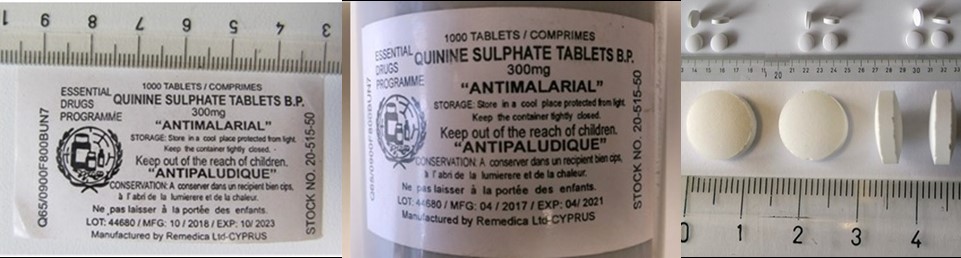 1 9 8 7 6 5 4 3
1000 TABLETS / COMPRIMES
ESSENTIAL
DRUGS
PROGRAMME
QUININE SULPHATE TABLETS B.P.
300mg
“ANTIMALARIAL”
STORAGE: Store in a cool place protected from light.
Keep the container tightly closed.
Keep out of the reach of children.
“ANTIPALUDIQUE”
CONSERVATION: A conserver dans un recipient bien cips,
à l' abri de la lumierere et de la chaleur.
Ne pas laisser à la portée des enfants.
LOT: 44680 / MFG: 10 / 2018 / EXP: 10/ 2023
Manufactured by Remedica Ltd-CYPRUS
Q65/0900F800BUN7
STOCK NO. 20-515-50
1000 TABLETS / COMPRIMES
ESSENTIAL
DRUGS
PROGRAMME
QUININE SULPHATE TABLETS B.P.
300mg
“ANTIMALARIAL”
STORAGE: Store in a cool place protected from light.
Keep the container tightly closed.
Keep out of the reach of children.
“ANTIPALUDIQUE”
CONSERVATION: A conserver dans un recipient bien cips,
à l' abri de la lumierere et de la chaleur.
Ne pas laisser à la portée des enfants.
LOT: 44680 / MFG: 04 / 2017 / EXP: 04/ 2021
Manufactured by Remedica Ltd-CYPRUS
Q65/0900F800BUN7
STOCK NO. 20-515-50
0 1 2 3 4